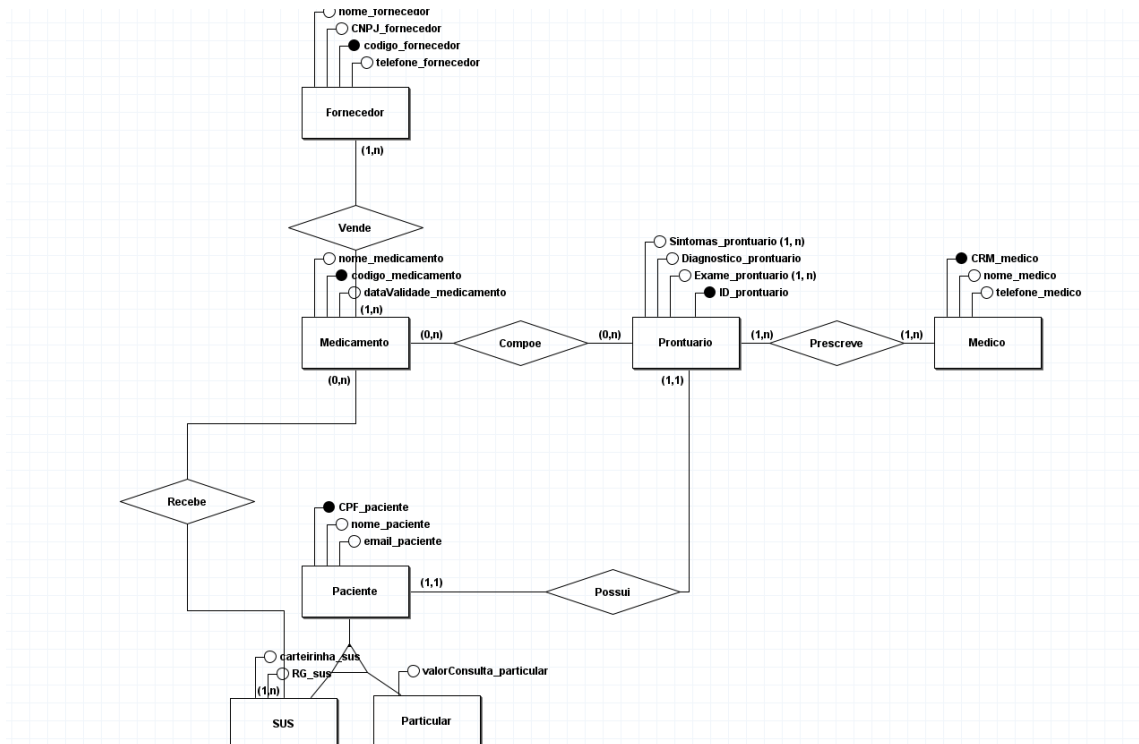 nome_fornecedor
CNPJ_fornecedor
codigo_fornecedor
telefone_fornecedor
Fornecedor
(1,n)
Vende
nome_medicamento
codigo_medicamento
dataValidade_medicamento
(1,n)
Medicamento
(0,n)
Compoe
(0,n)
Sintomas_prontuario (1, n)
Diagnostico_prontuario
Exame_prontuario (1, n)
ID_prontuario
Prontuario
(1,n)
Prescreve
(1,n)
CRM_medico
nome_medico
telefone_medico
Medico
(0,n)
(1,1)
Recebe
CPF_paciente
nome_paciente
email_paciente
Paciente
(1,1)
Possui
carteirinha_sus
RG_sus
(1,n)
SUS
valorConsulta_particular
Particular